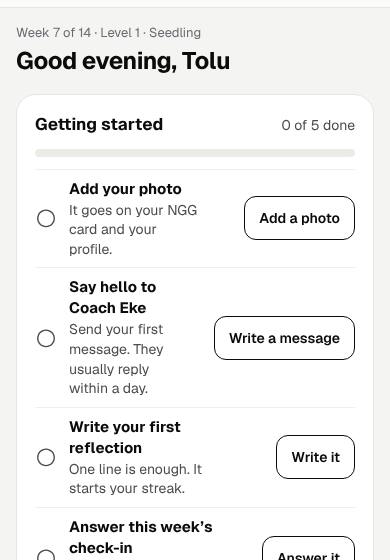 Week 7 of 14 · Level 1 · Seedling
Good evening, Tolu
Getting started
0 of 5 done
Add your photo
It goes on your NGG
card and your
profile.
Add a photo
Say hello to
Coach Eke
Send your first
message. They
usually reply
within a day.
Write a message
Write your first
reflection
One line is enough. It
starts your streak.
Write it
Answer this week's
check-in
Answer it